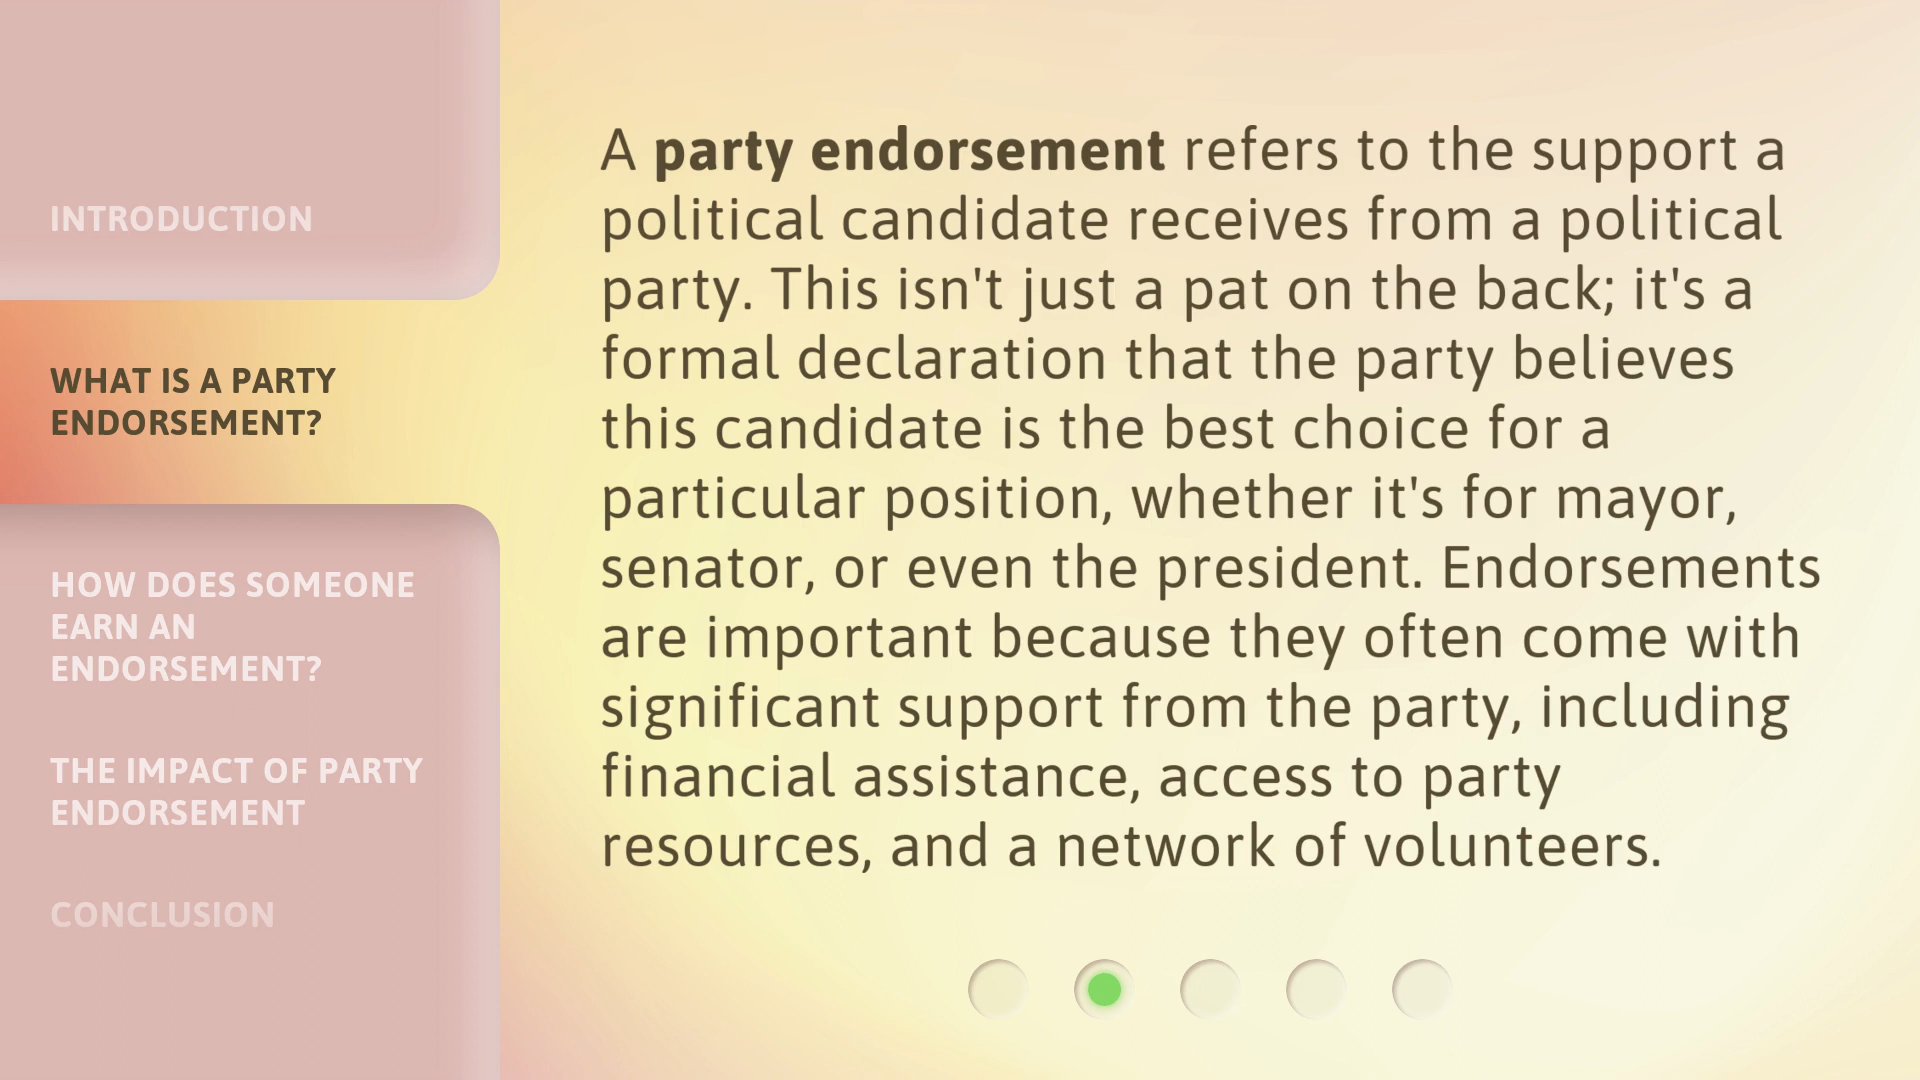 INTRODUCTION
WHAT IS A PARTY
ENDORSEMENT?
HOW DOES SOMEONE
EARN AN
ENDORSEMENT?
THE IMPACT OF PARTY
ENDORSEMENT
CONCLUSION
A party endorsement refers to the support a
political candidate receives from a political
party. This isn't just a pat on the back; it's a
formal declaration that the party believes
this candidate is the best choice for a
particular position, whether it's for mayor,
senator, or even the president. Endorsements
are important because they often come with
significant support from the party, including
financial assistance, access to party
resources, and a network of volunteers.